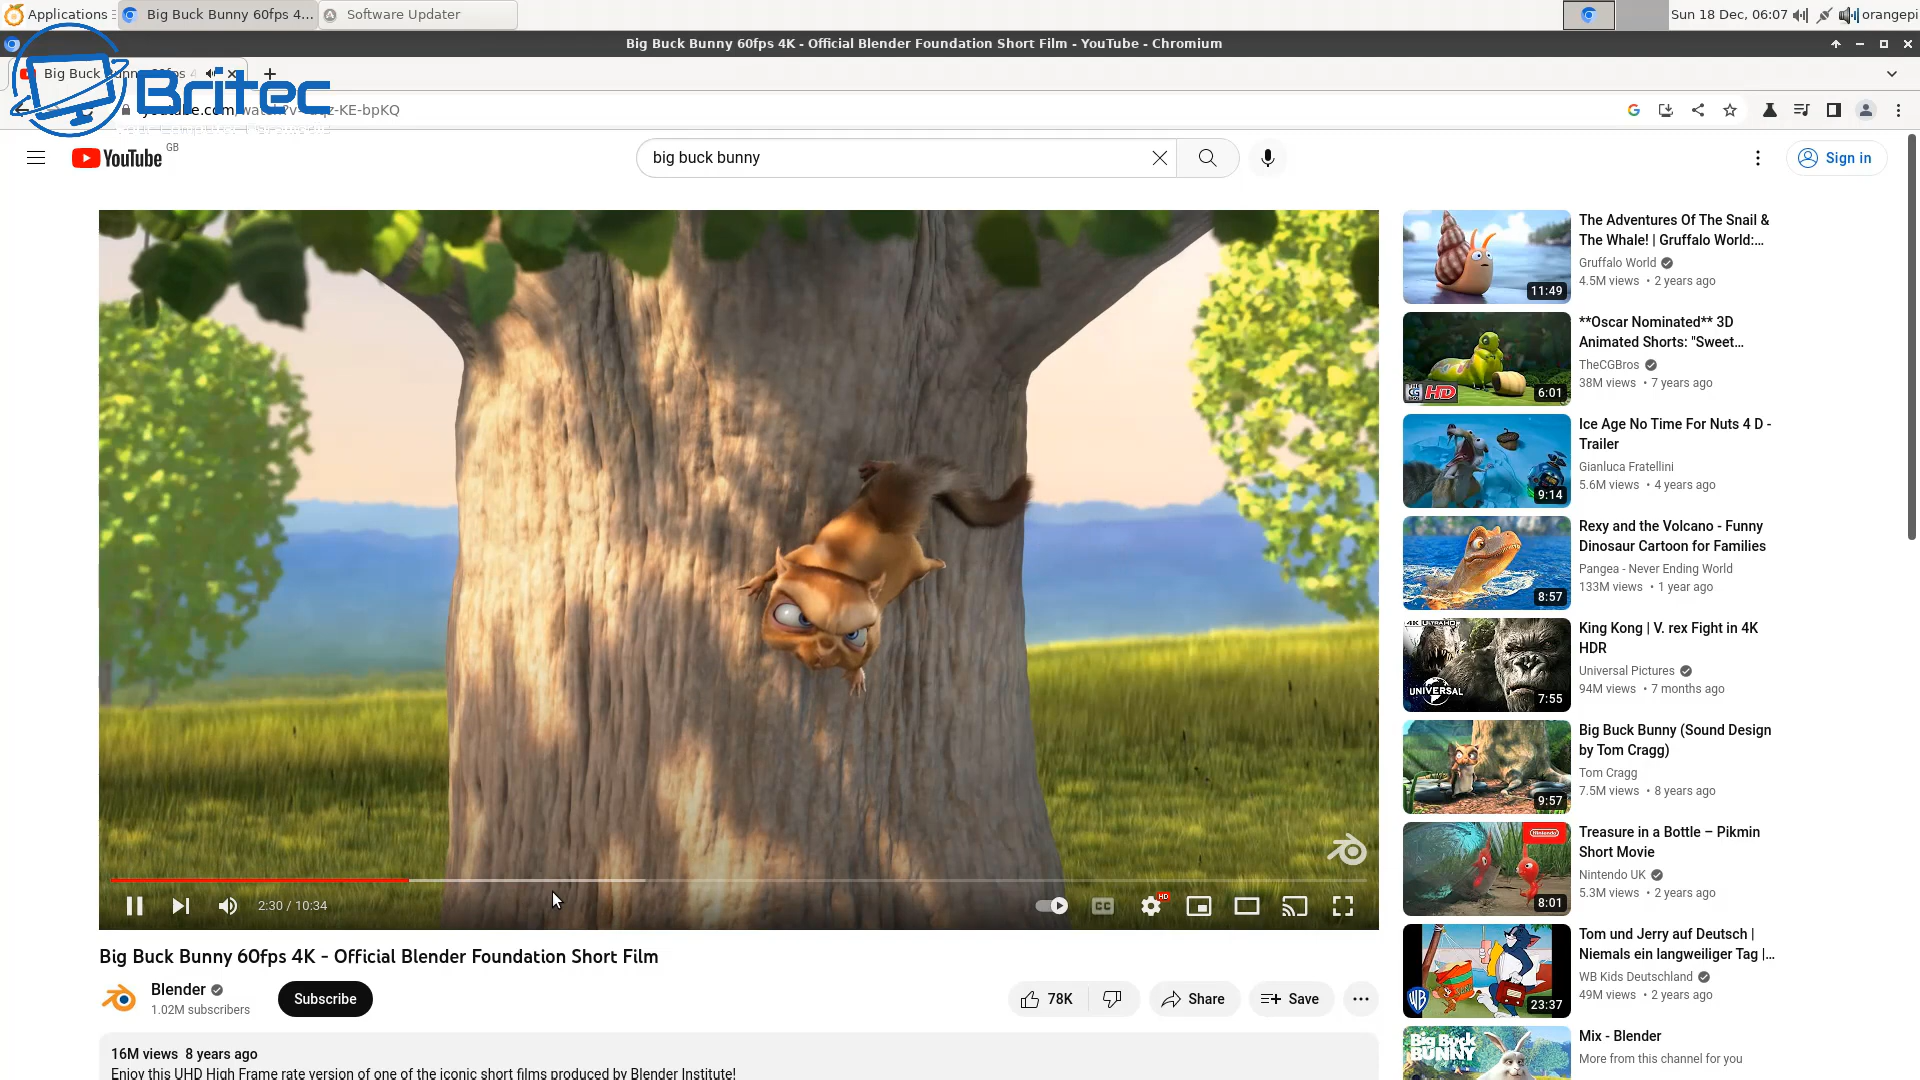 Applications
Big Buck Bunny 60fps 4...
Software Updater
Sun 18 Dec, 06:07
orangepi
Big Buck Bunny 60fps 4K - Official Blender Foundation Short Film - YouTube - Chromium
Big Buck Bunny 60fps 4
Britec
YouTube GB
big buck bunny
Sign in
2:30 / 10:34
CC
HD
Big Buck Bunny 60fps 4K - Official Blender Foundation Short Film
Blender
1.02M subscribers
Subscribe
78K
Share
Save
16M views 8 years ago
Enjoy this UHD High Frame rate version of one of the iconic short films produced by Blender Institute!
11:49
The Adventures Of The Snail &
The Whale! | Gruffalo World:...
Gruffalo World
4.5M views • 2 years ago
CG HD
6:01
**Oscar Nominated** 3D
Animated Shorts: "Sweet...
TheCGBros
38M views • 7 years ago
9:14
Ice Age No Time For Nuts 4 D -
Trailer
Gianluca Fratellini
5.6M views • 4 years ago
8:57
Rexy and the Volcano - Funny
Dinosaur Cartoon for Families
Pangea - Never Ending World
133M views • 1 year ago
4K ULTRA HD
UNIVERSAL
7:55
King Kong | V. rex Fight in 4K
HDR
Universal Pictures
94M views • 7 months ago
9:57
Big Buck Bunny (Sound Design
by Tom Cragg)
Tom Cragg
7.5M views • 8 years ago
Nintendo
8:01
Treasure in a Bottle – Pikmin
Short Movie
Nintendo UK
5.3M views • 2 years ago
WB
23:37
Tom und Jerry auf Deutsch |
Niemals ein langweiliger Tag |...
WB Kids Deutschland
49M views • 2 years ago
Big Buck
BUNNY
Mix - Blender
More from this channel for you